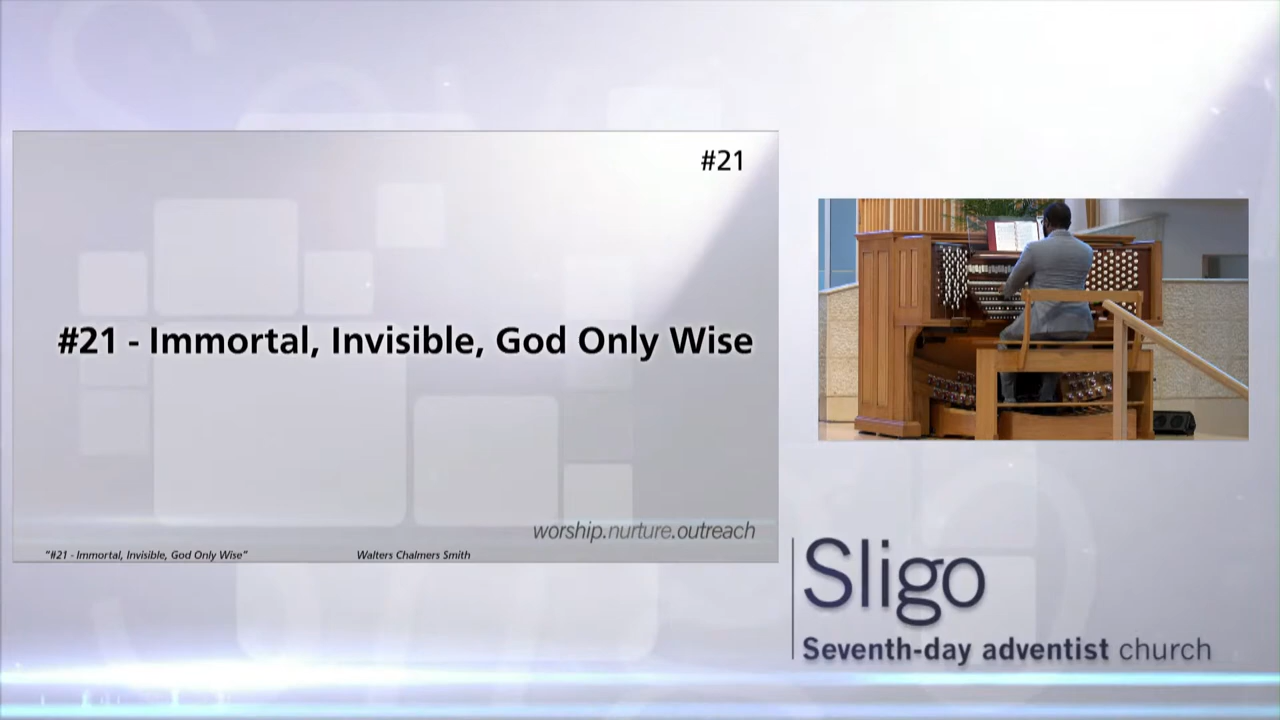 #21
#21 - Immortal, Invisible, God Only Wise
worship.nurture.outreach
"#21 - Immortal, Invisible, God Only Wise" Walters Chalmers Smith
Sligo
Seventh-day adventist church